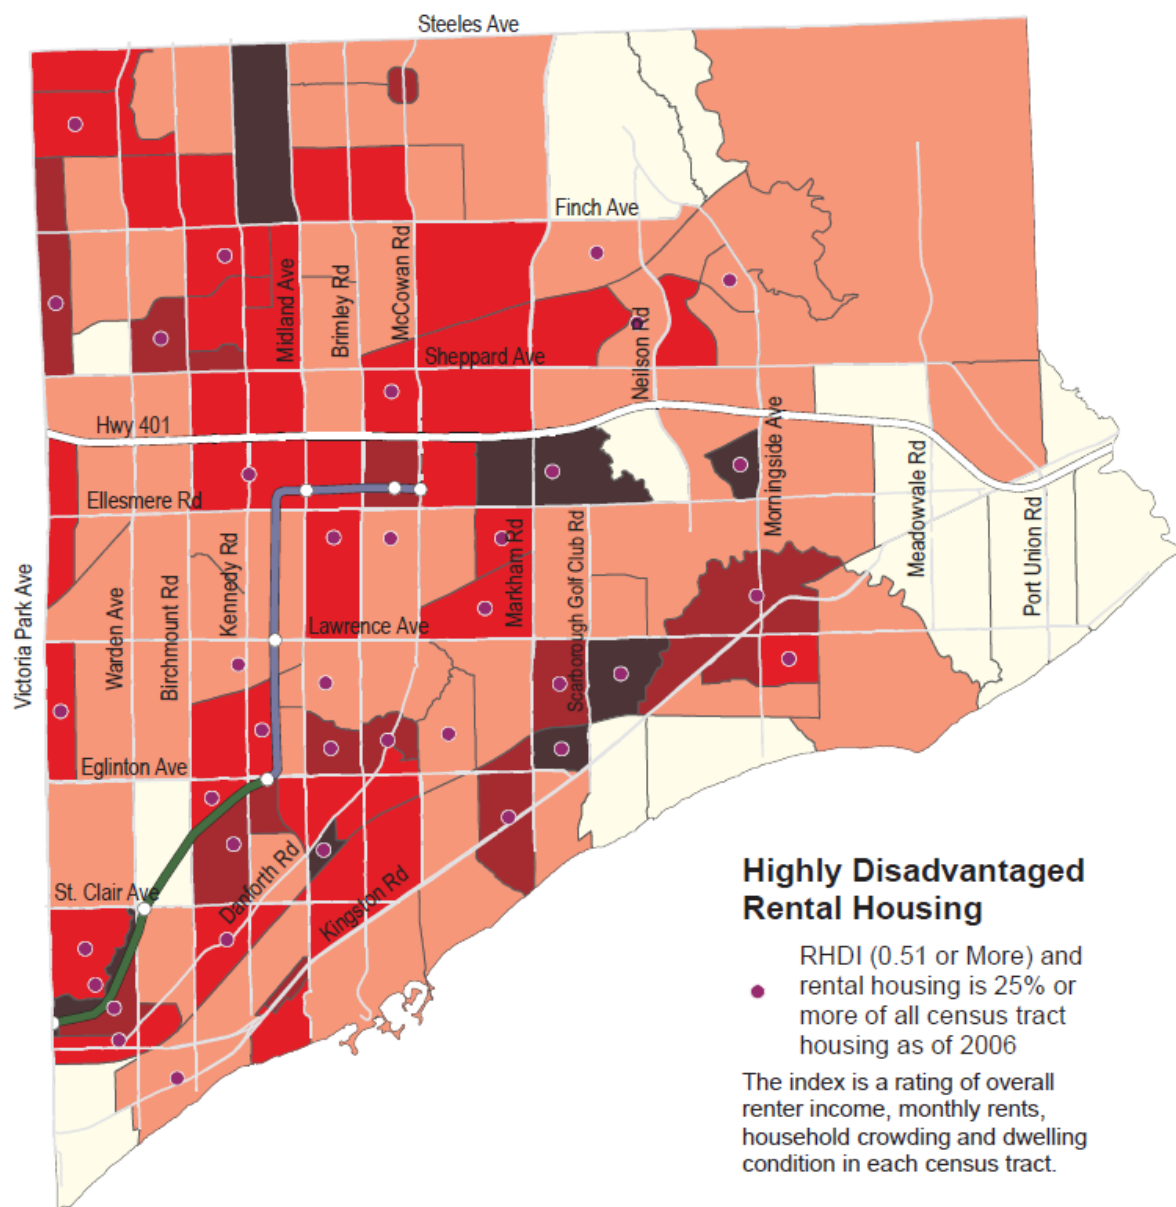 Steeles Ave
Finch Ave
McCowan Rd
Midland Ave
Brimley Rd
Neilson Rd
Sheppard Ave
Hwy 401
Morningside Ave
Meadowvale Rd
Port Union Rd
Ellesmere Rd
Markham Rd
Scarborough Golf Club Rd
Kennedy Rd
Victoria Park Ave
Warden Ave
Birchmount Rd
Lawrence Ave
Eglinton Ave
St. Clair Ave
Danforth Rd
Kingston Rd
Highly Disadvantaged
Rental Housing
RHDI (0.51 or More) and
rental housing is 25% or
more of all census tract
housing as of 2006
The index is a rating of overall
renter income, monthly rents,
household crowding and dwelling
condition in each census tract.